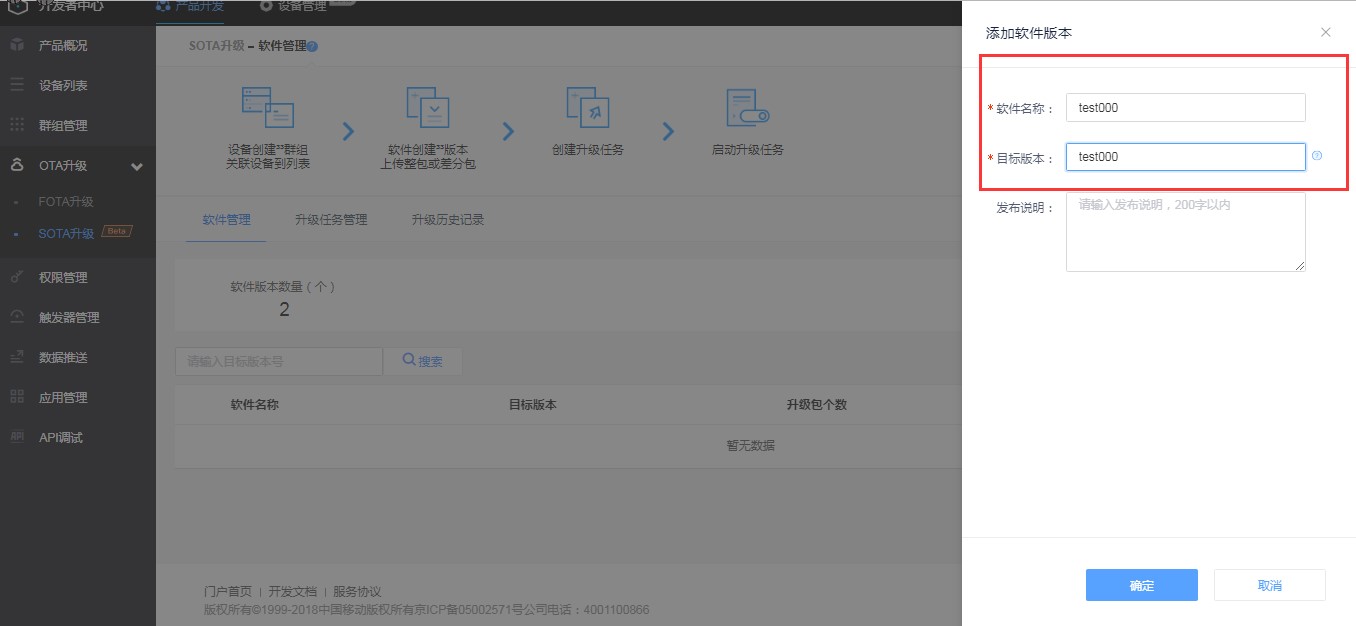 开发者中心
产品开发
设备管理
产品概况
设备列表
群组管理
OTA升级
FOTA升级
SOTA升级 Beta
权限管理
触发器管理
数据推送
应用管理
API调试
SOTA升级 – 软件管理
设备创建"群组
关联设备到列表
软件创建"版本
上传整包或差分包
创建升级任务
启动升级任务
软件管理
升级任务管理
升级历史记录
软件版本数量（个）
2
请输入目标版本号
搜索
软件名称
目标版本
升级包个数
暂无数据
门户首页 | 开发文档 | 服务协议
版权所有©1999-2018中国移动版权所有京ICP备05002571号公司电话：4001100866
添加软件版本
* 软件名称： test000
* 目标版本： test000
发布说明： 请输入发布说明，200字以内
确定
取消